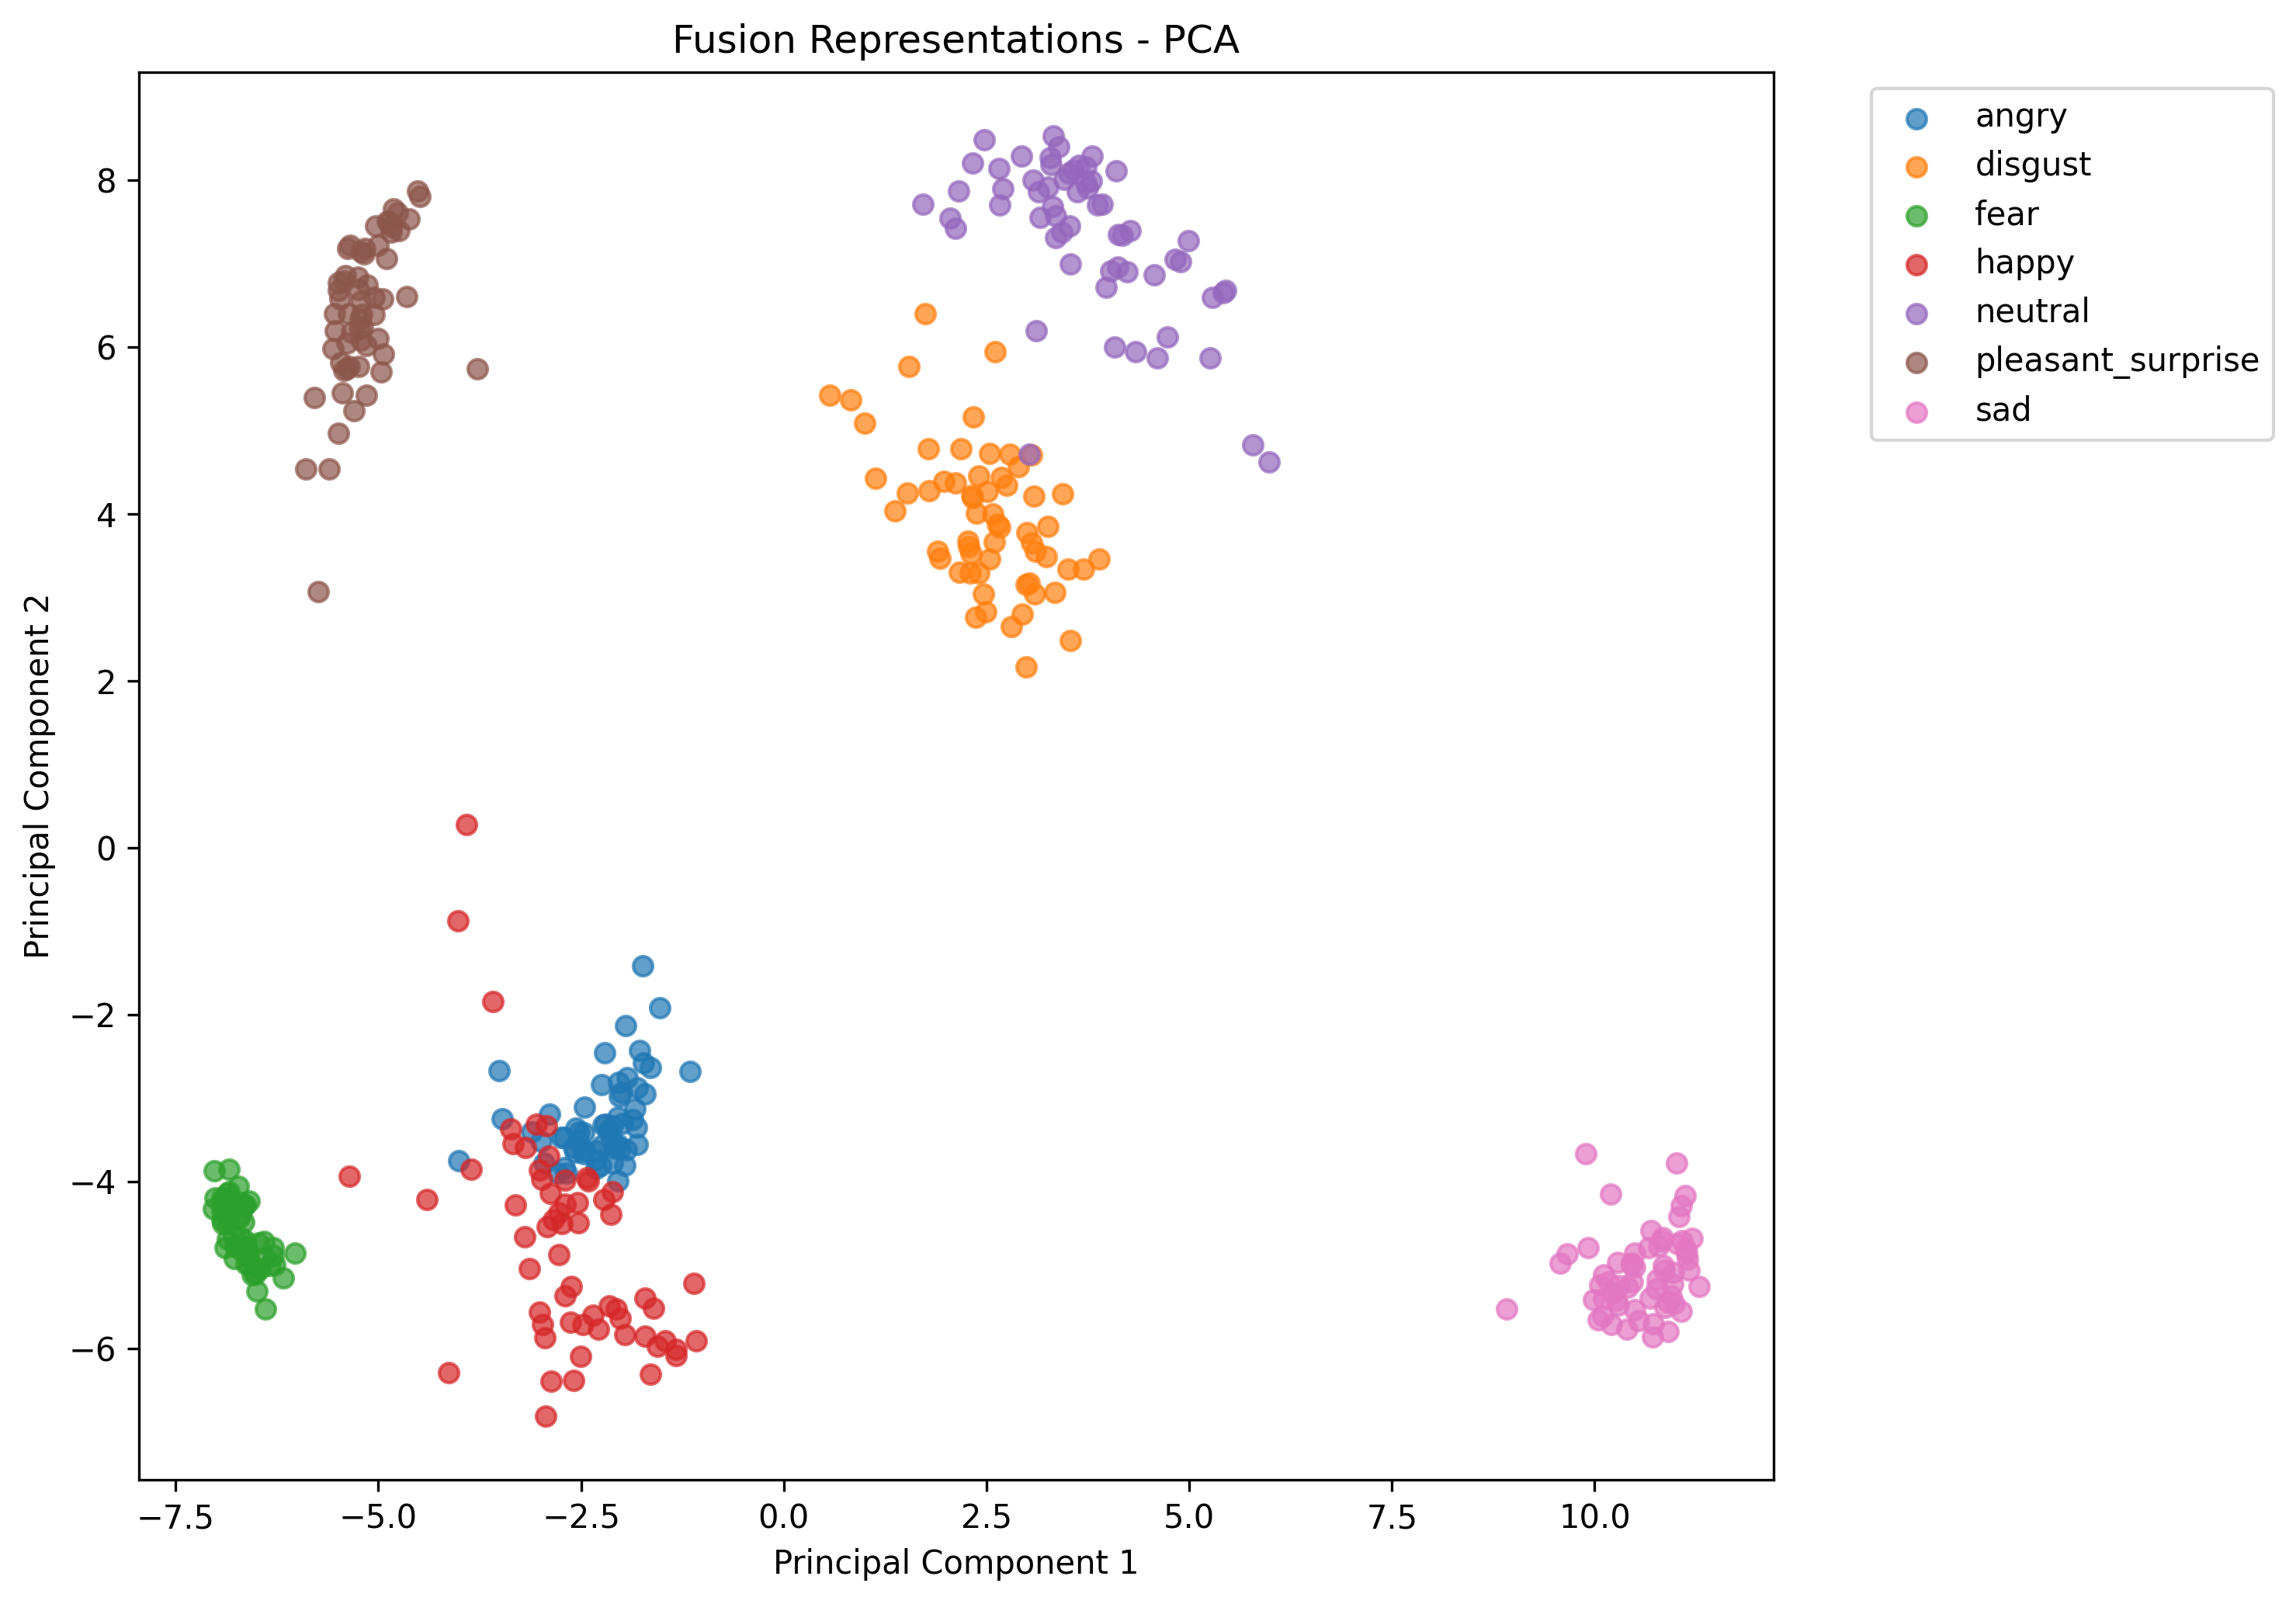 Fusion Representations - PCA
angry
disgust
fear
happy
neutral
pleasant_surprise
sad
Principal Component 2
8
6
4
2
0
−2
−4
−6
−7.5
−5.0
−2.5
0.0
2.5
5.0
7.5
10.0
Principal Component 1